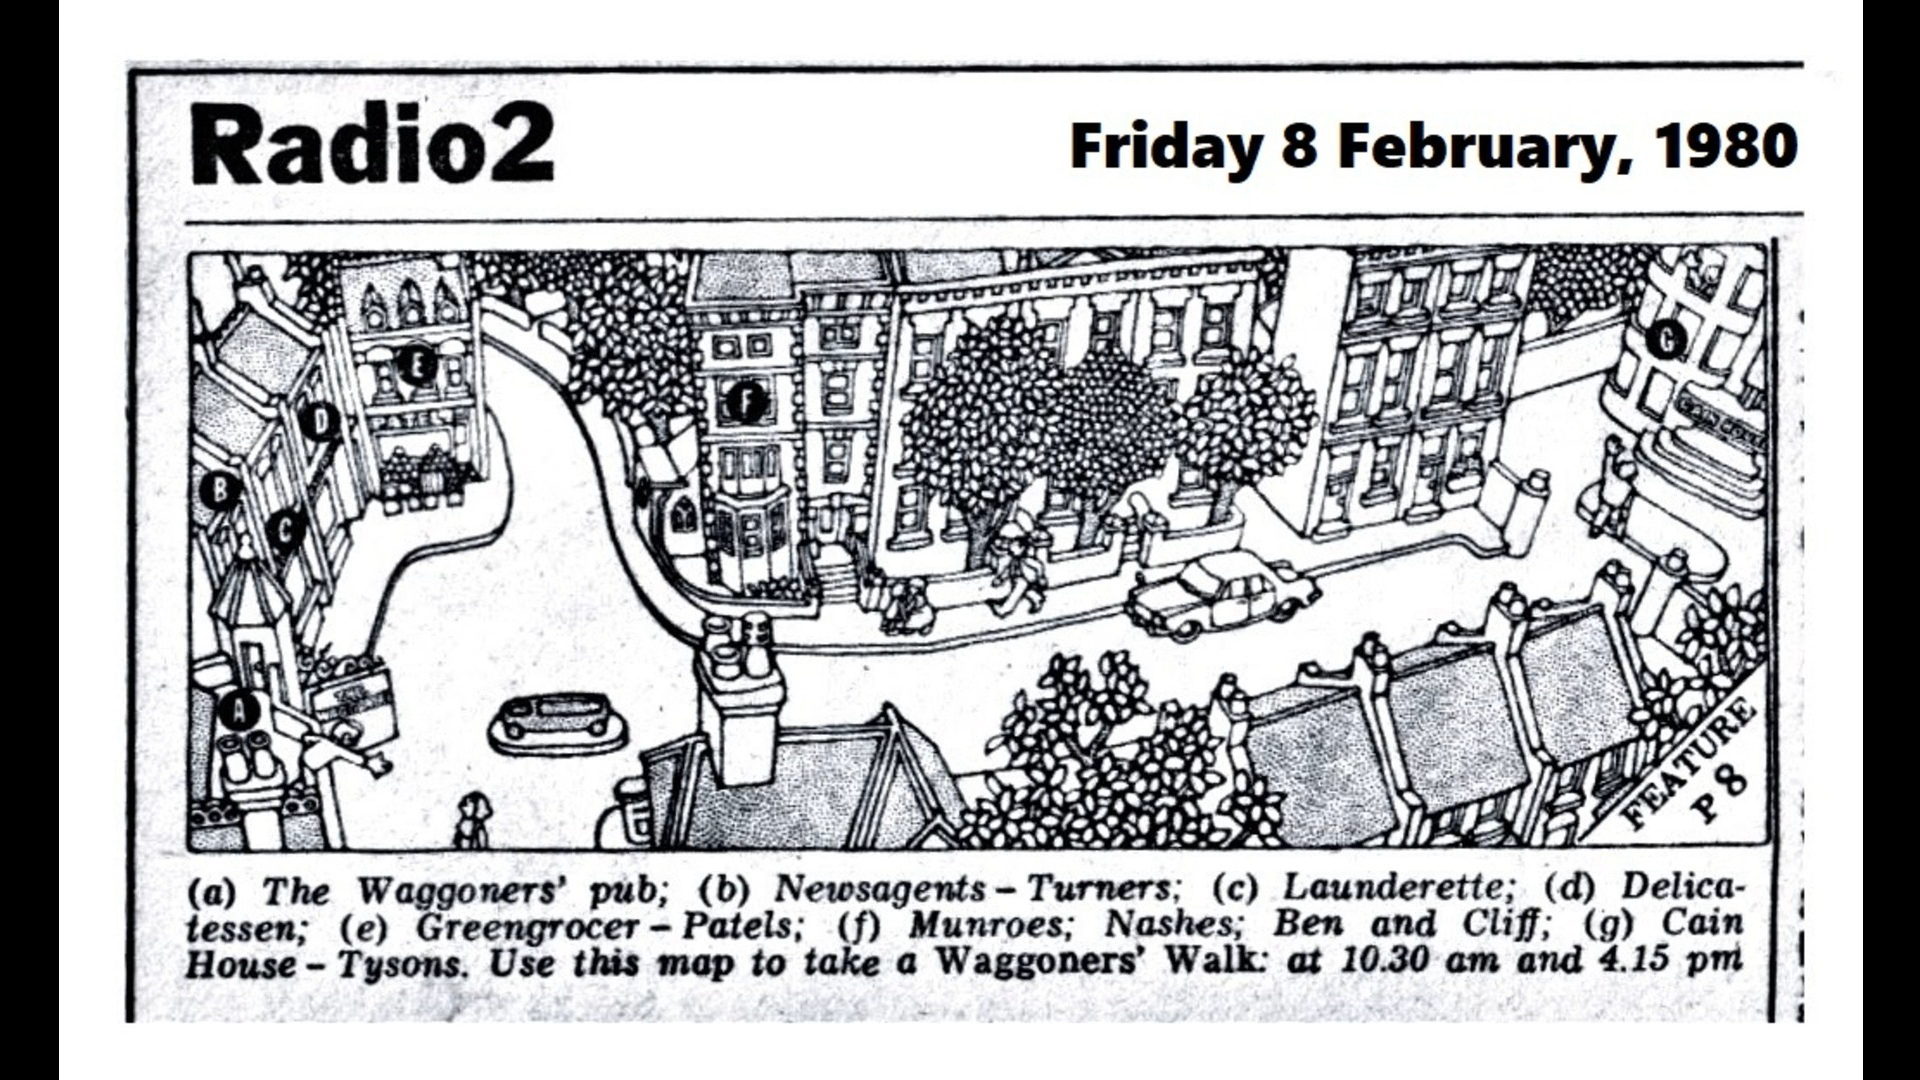 Radio2
Friday 8 February, 1980
E
G
F
D
B
C
A
FEATURE
P 8
(a) The Waggoners' pub; (b) Newsagents – Turners; (c) Launderette; (d) Delica-
tessen; (e) Greengrocer – Patels; (f) Munroes; Nashes; Ben and Cliff; (g) Cain
House – Tysons. Use this map to take a Waggoners' Walk: at 10.30 am and 4.15 pm